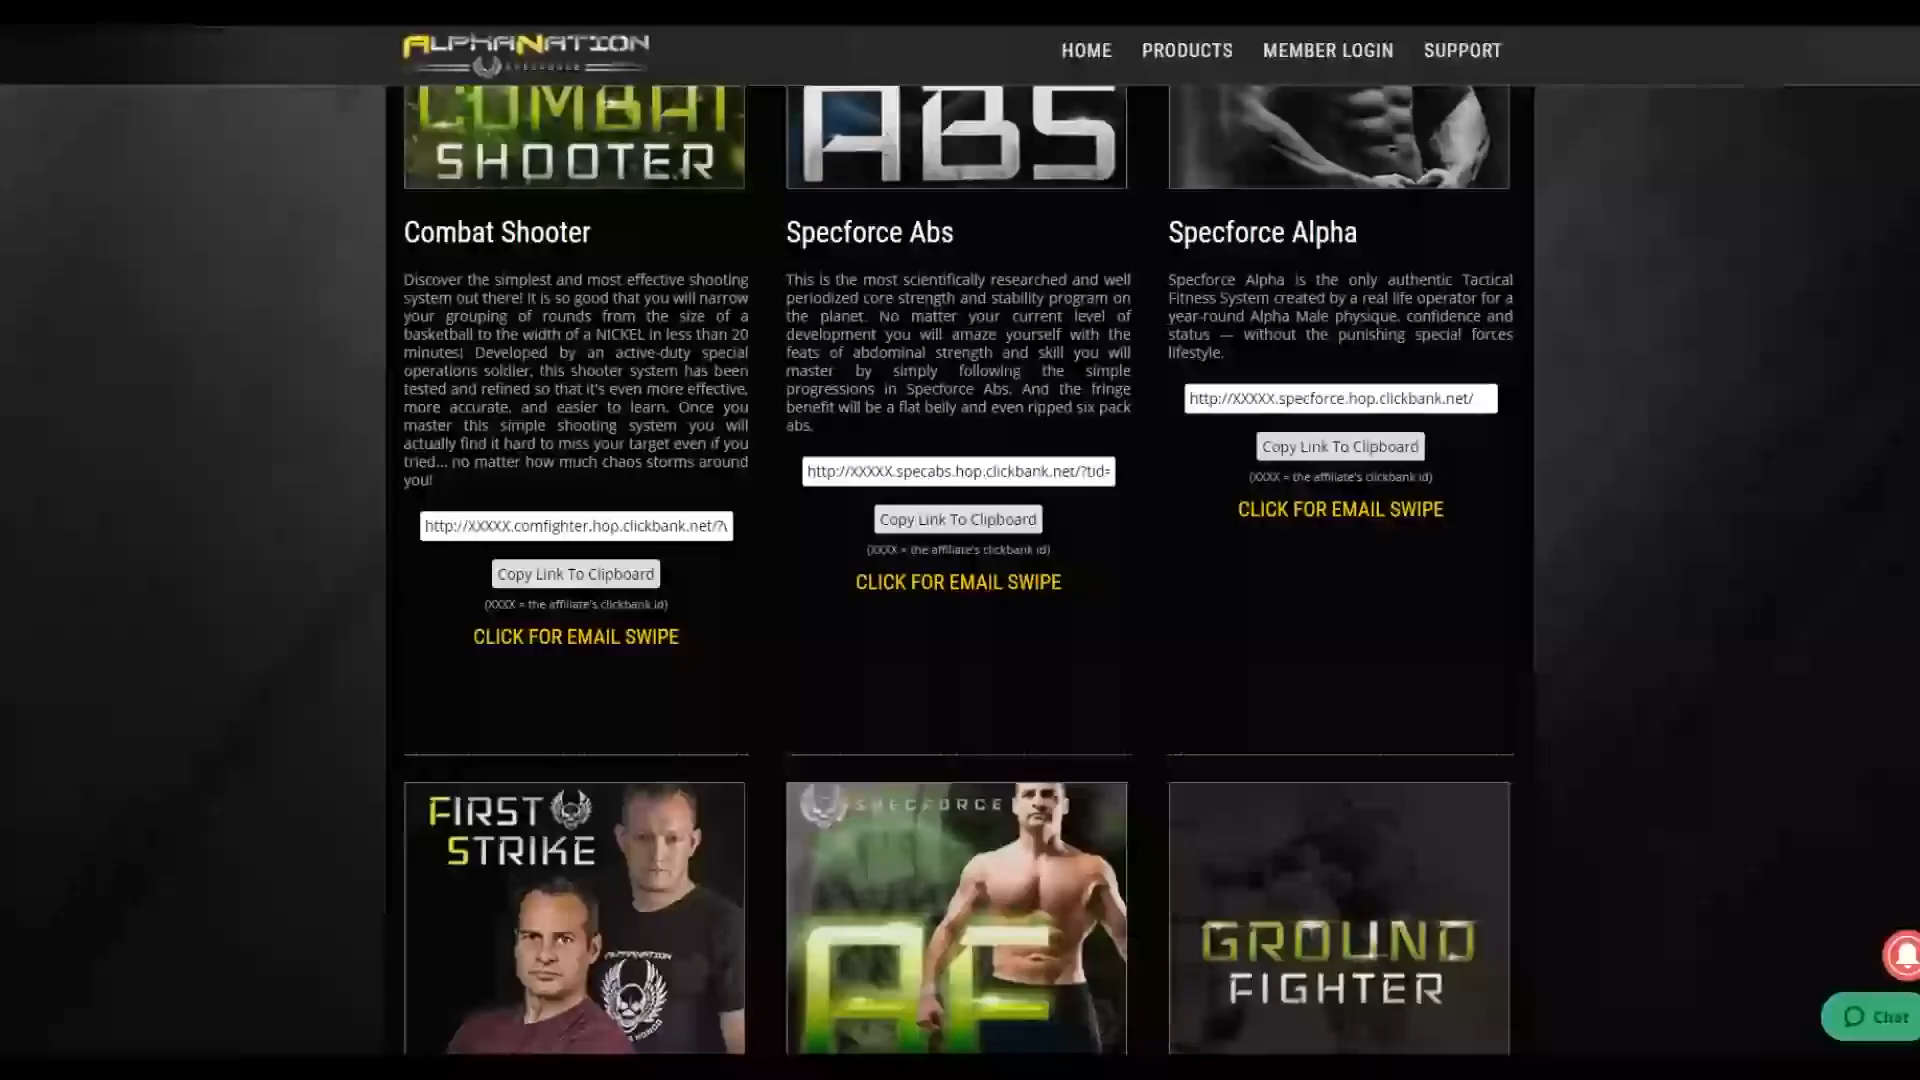 ALPHANATION
SPECFORCE
HOME
PRODUCTS
MEMBER LOGIN
SUPPORT
COMBAT
SHOOTER
ABS
Combat Shooter
Discover the simplest and most effective shooting
system out there! It is so good that you will narrow
your grouping of rounds from the size of a
basketball to the width of a NICKEL in less than 20
minutes! Developed by an active-duty special
operations soldier, this shooter system has been
tested and refined so that it's even more effective,
more accurate, and easier to learn. Once you
master this simple shooting system you will
actually find it hard to miss your target even if you
tried... no matter how much chaos storms around
you!
http://XXXXX.comfighter.hop.clickbank.net/?v
Copy Link To Clipboard
(XXXX = the affiliate's clickbank id)
CLICK FOR EMAIL SWIPE
Specforce Abs
This is the most scientifically researched and well
periodized core strength and stability program on
the planet. No matter your current level of
development you will amaze yourself with the
feats of abdominal strength and skill you will
master by simply following the simple
progressions in Specforce Abs. And the fringe
benefit will be a flat belly and even ripped six pack
abs.
http://XXXXX.specabs.hop.clickbank.net/?tid=
Copy Link To Clipboard
(XXXX = the affiliate's clickbank id)
CLICK FOR EMAIL SWIPE
Specforce Alpha
Specforce Alpha is the only authentic Tactical
Fitness System created by a real life operator for a
year-round Alpha Male physique, confidence and
status — without the punishing special forces
lifestyle.
http://XXXXX.specforce.hop.clickbank.net/
Copy Link To Clipboard
(XXXX = the affiliate's clickbank id)
CLICK FOR EMAIL SWIPE
FIRST
STRIKE
ALPHANATION
SPECFORCE
AF
GROUND
FIGHTER
Chat